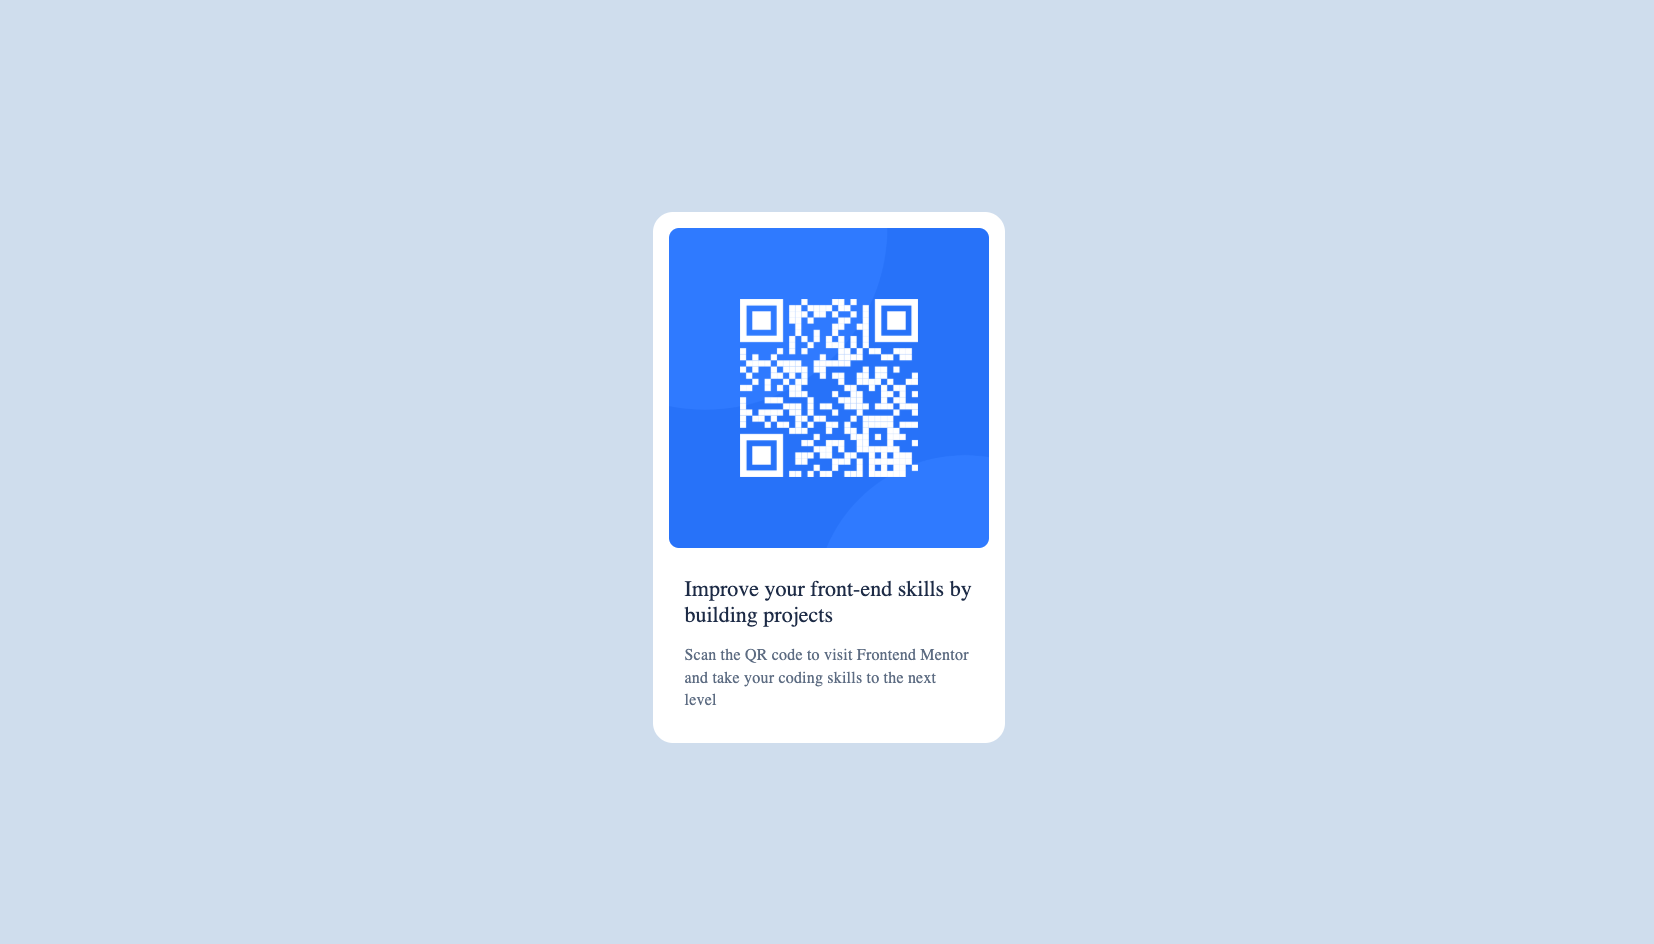 Improve your front-end skills by
building projects
Scan the QR code to visit Frontend Mentor
and take your coding skills to the next
level